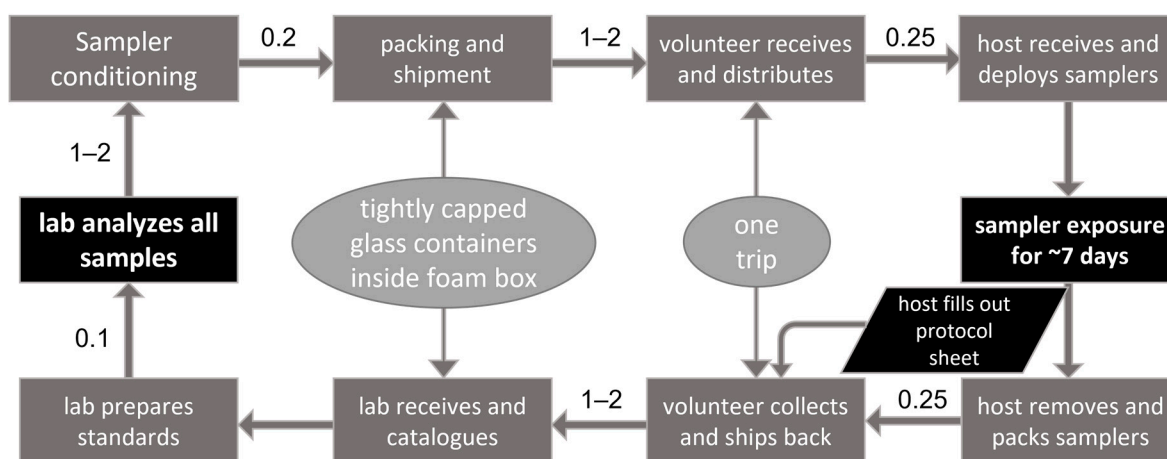 Sampler
conditioning
0.2
packing and
shipment
1–2
volunteer receives
and distributes
0.25
host receives and
deploys samplers
1–2
lab analyzes all
samples
tightly capped
glass containers
inside foam box
one
trip
sampler exposure
for ~7 days
host fills out
protocol
sheet
0.1
lab prepares
standards
lab receives and
catalogues
1–2
volunteer collects
and ships back
0.25
host removes and
packs samplers